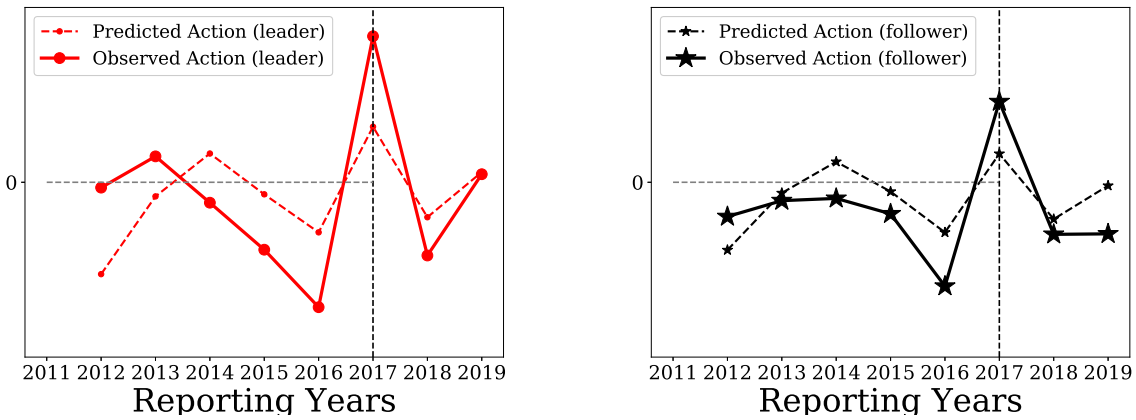 Predicted Action (leader)
Observed Action (leader)
0
2011 2012 2013 2014 2015 2016 2017 2018 2019
Reporting Years
Predicted Action (follower)
Observed Action (follower)
0
2011 2012 2013 2014 2015 2016 2017 2018 2019
Reporting Years